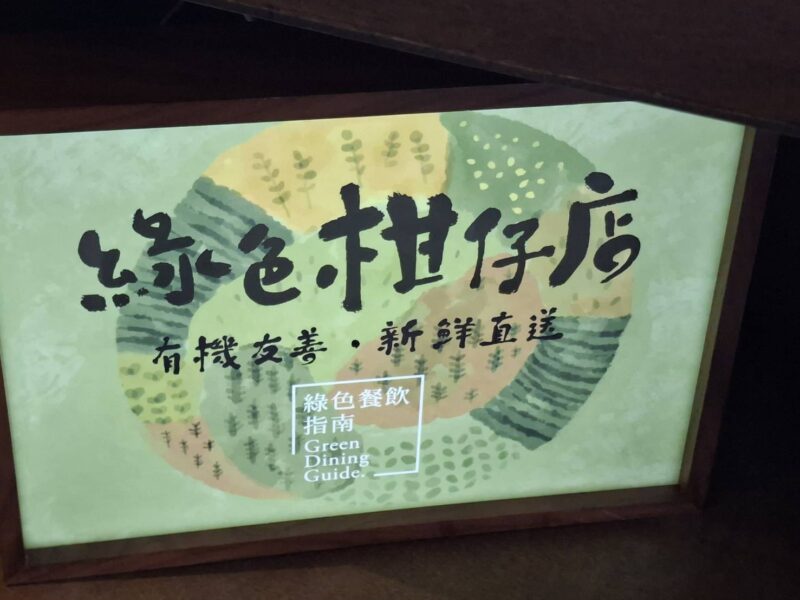 綠色柑仔店
有機友善・新鮮直送
綠色餐飲
指南
Green
Dining
Guide.